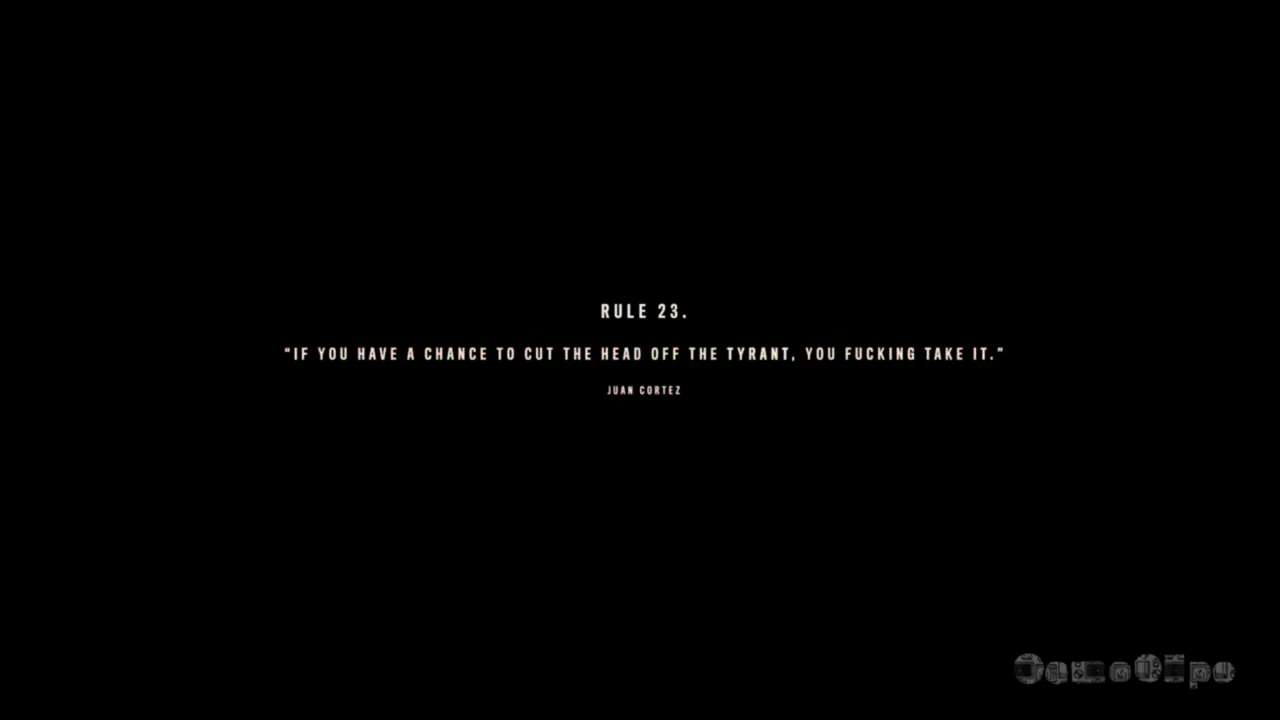 RULE 23.
“IF YOU HAVE A CHANCE TO CUT THE HEAD OFF THE TYRANT, YOU FUCKING TAKE IT.”
JUAN CORTEZ